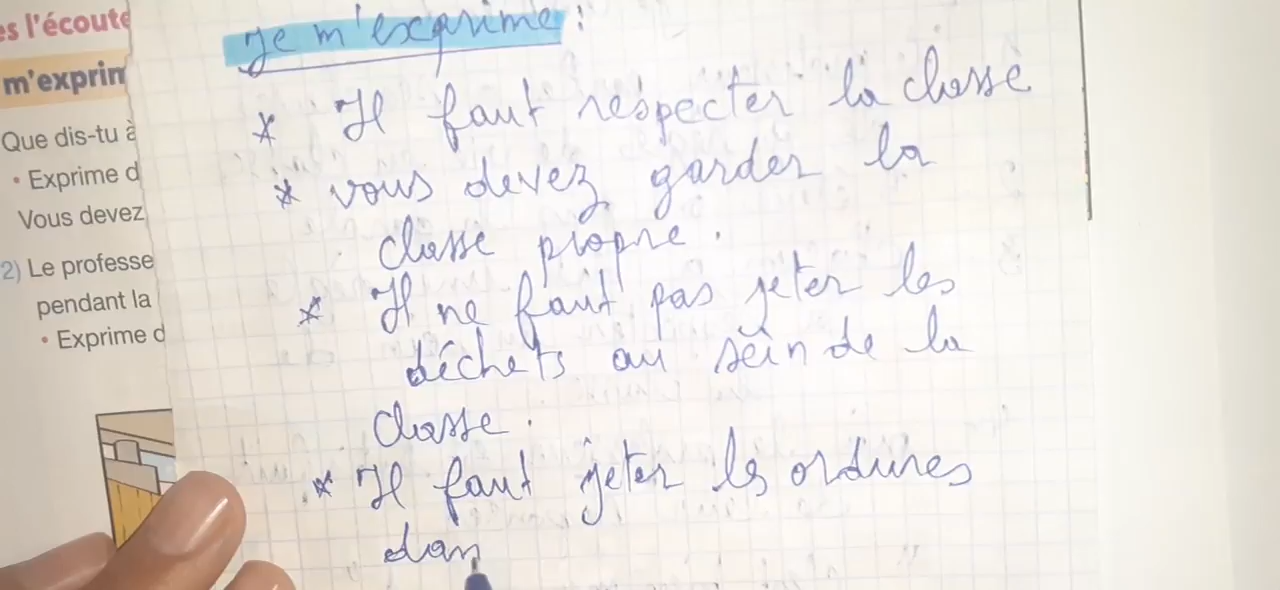 es l'écoute
m'exprim
Que dis-tu à
• Exprime d
Vous devez
2) Le professe
pendant la
• Exprime d
Je m'exprime :
* Il faut respecter la classe
* vous devez garder la
classe propre.
* Il ne faut pas jeter les
déchets au sein de la
classe.
* Il faut jeter les ordures
dan